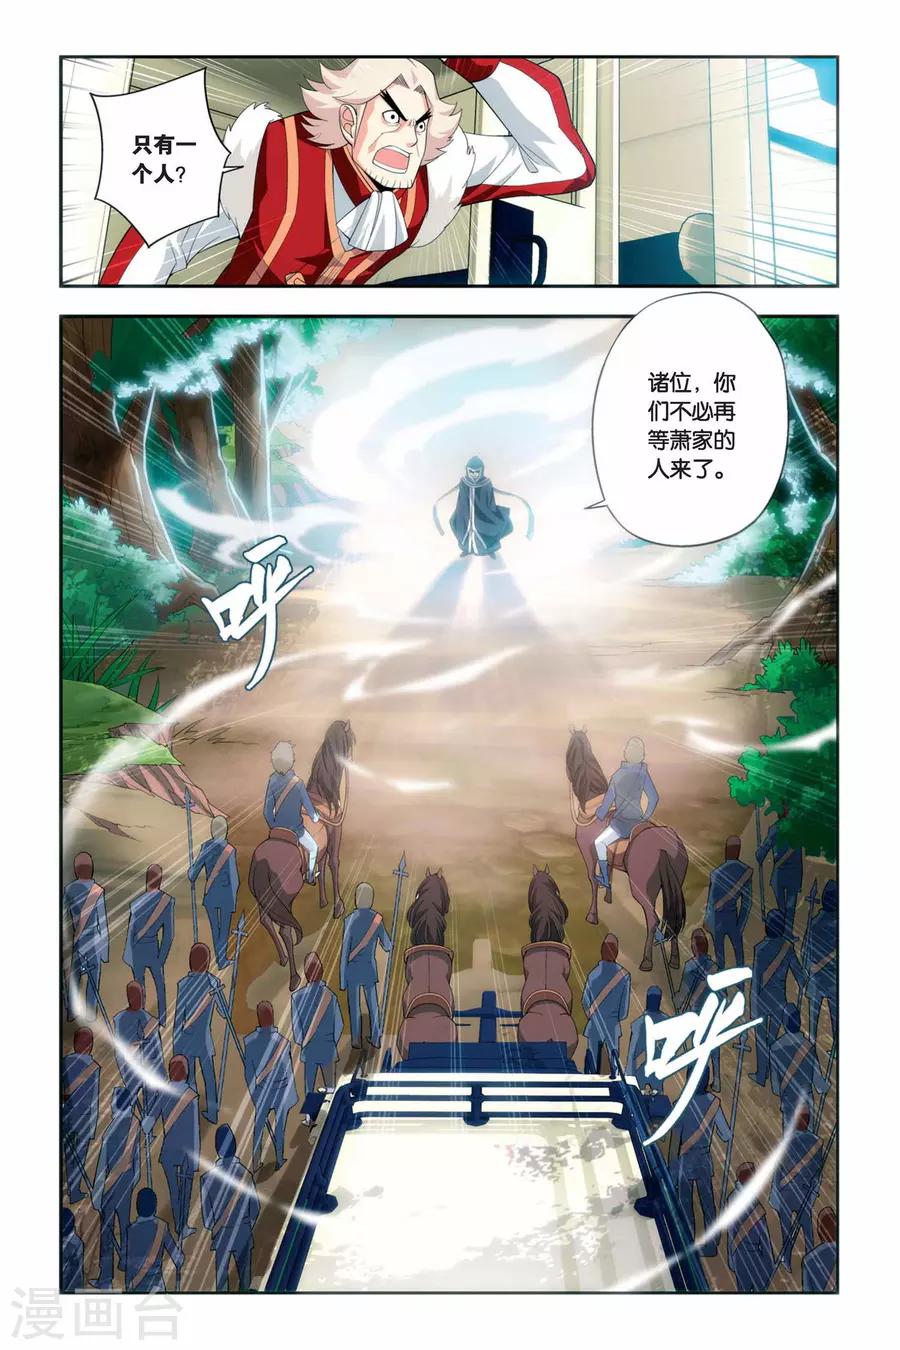 只有一
个人？
诸位，你
们不必再
等萧家的
人来了。
呼
呼
漫画台